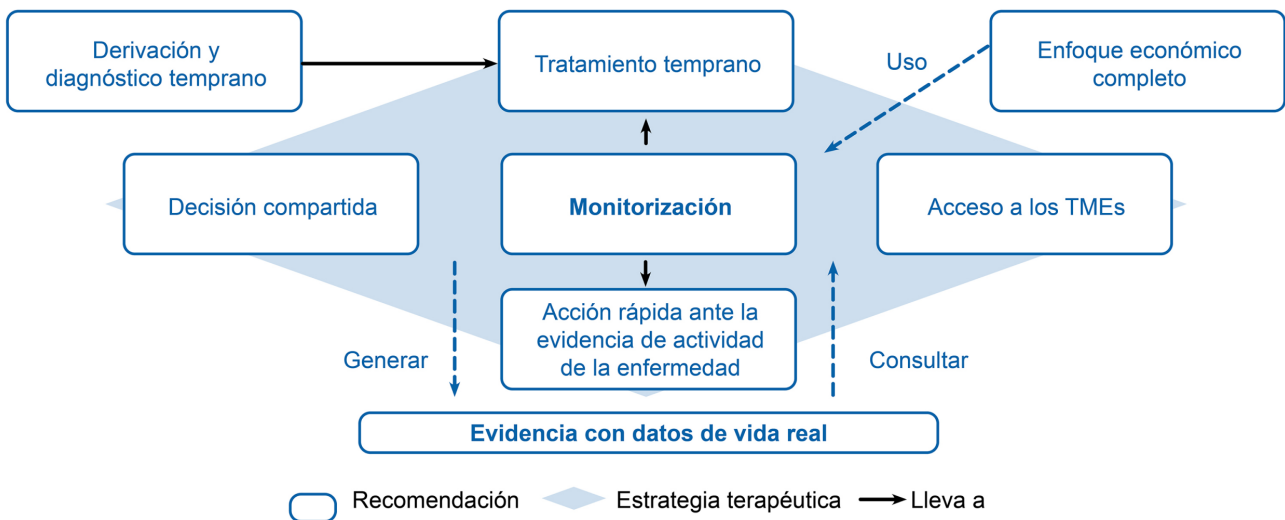 Derivación y
diagnóstico temprano
Tratamiento temprano
Uso
Enfoque económico
completo
Decisión compartida
Monitorización
Acceso a los TMEs
Acción rápida ante la
evidencia de actividad
de la enfermedad
Generar
Consultar
Evidencia con datos de vida real
Recomendación
Estrategia terapéutica
Lleva a